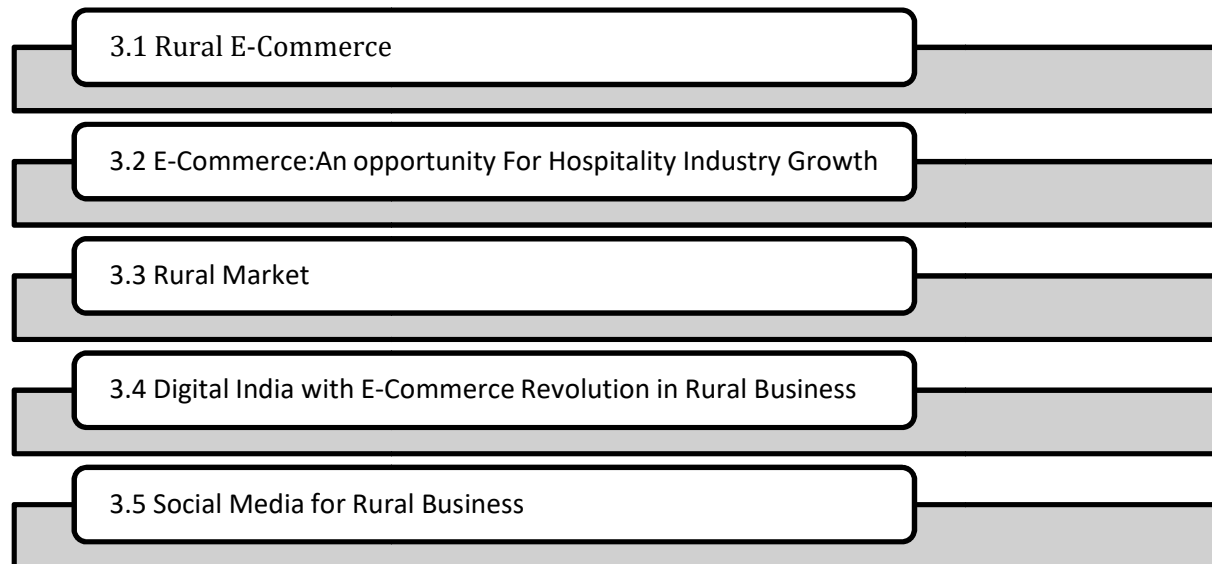 3.1 Rural E-Commerce
3.2 E-Commerce:An opportunity For Hospitality Industry Growth
3.3 Rural Market
3.4 Digital India with E-Commerce Revolution in Rural Business
3.5 Social Media for Rural Business